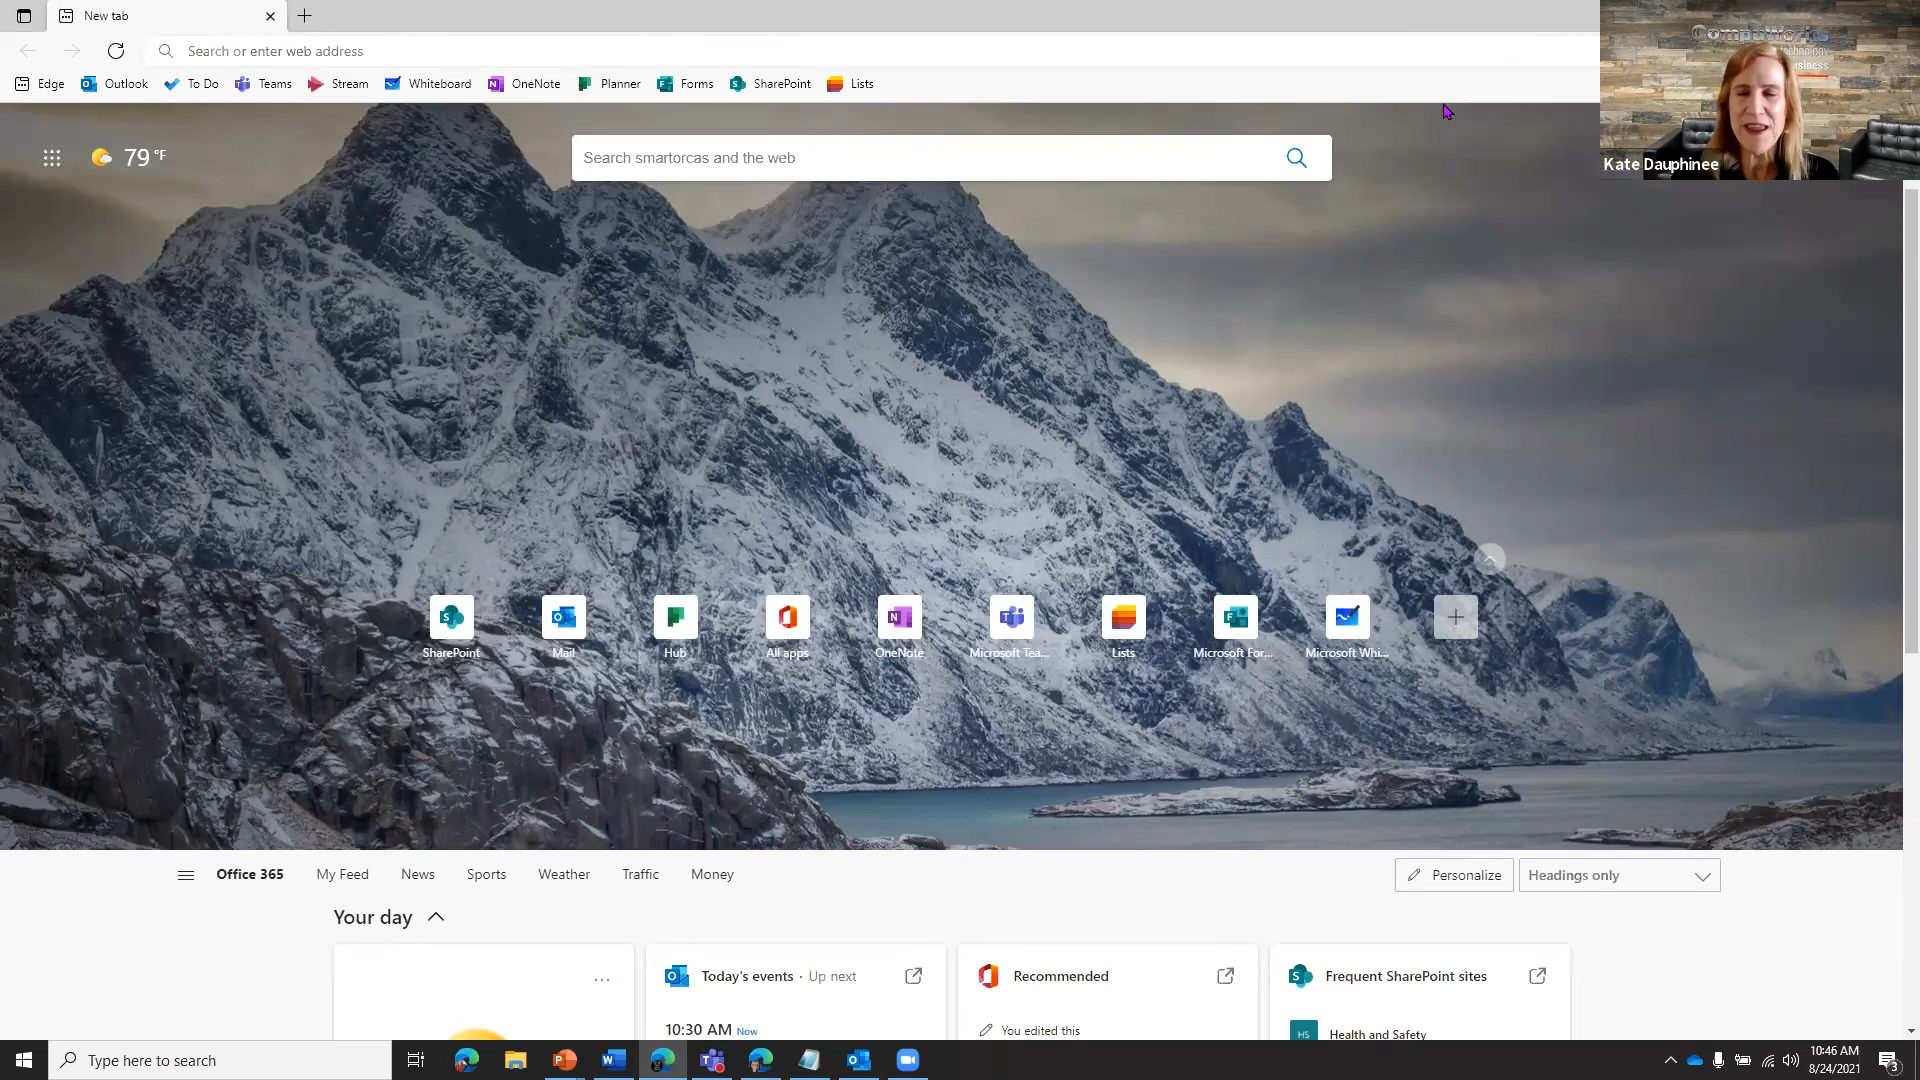 New tab
Search or enter web address
Edge Outlook To Do Teams Stream Whiteboard OneNote Planner Forms SharePoint Lists
CompuWorks
technology
Kate Dauphinee
79 °F
Search smartorcas and the web
SharePoint Mail Hub All apps OneNote Microsoft Tea... Lists Microsoft For... Microsoft Whi...
Office 365 My Feed News Sports Weather Traffic Money
Personalize Headings only
Your day
Today's events · Up next
Recommended
Frequent SharePoint sites
10:30 AM Now
You edited this
HS Health and Safety
Type here to search
10:46 AM
8/24/2021
3